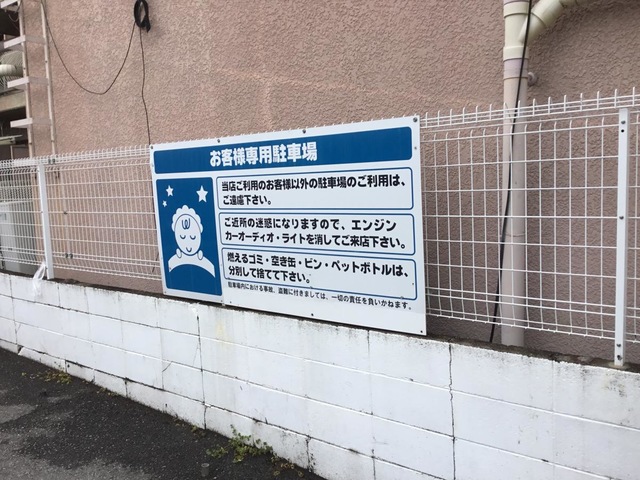 お客様専用駐車場
当店ご利用のお客様以外の駐車場のご利用は、
ご遠慮下さい。
ご近所の迷惑になりますので、エンジン
カーオーディオ・ライトを消してご来店下さい。
燃えるゴミ・空き缶・ビン・ペットボトルは、
分別して捨てて下さい。
駐車場内における事故、盗難に付きましては、一切の責任を負いかねます。